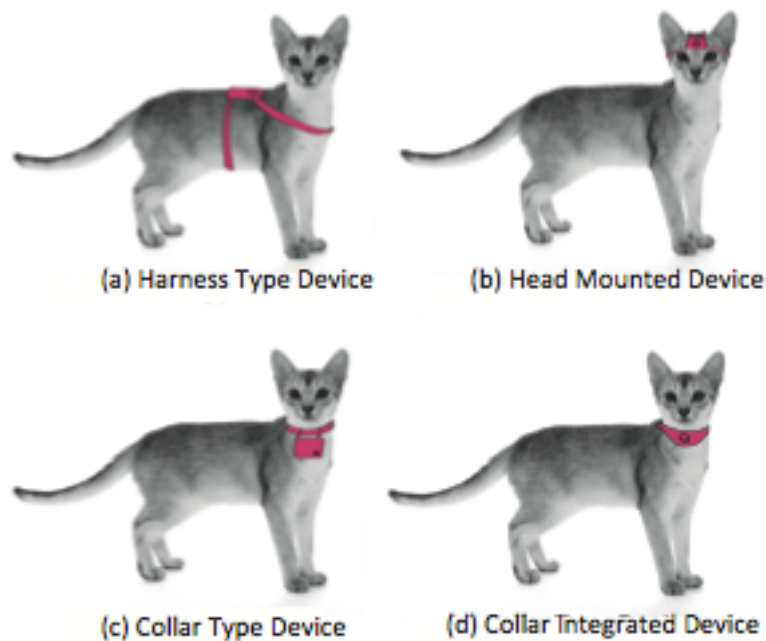 (a) Harness Type Device
(b) Head Mounted Device
(c) Collar Type Device
(d) Collar Integrated Device